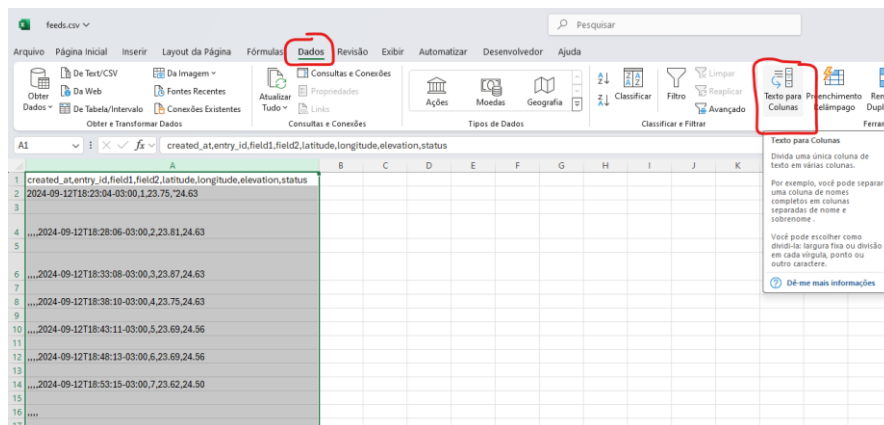 feeds.csv
Pesquisar
Arquivo Página Inicial Inserir Layout da Página Fórmulas Dados Revisão Exibir Automatizar Desenvolvedor Ajuda
Obter Dados
De Text/CSV
Da Web
De Tabela/Intervalo
Da Imagem
Fontes Recentes
Conexões Existentes
Obter e Transformar Dados
Atualizar Tudo
Consultas e Conexões
Propriedades
Links
Consultas e Conexões
Ações
Moedas
Geografia
Tipos de Dados
Classificar
Filtro
Limpar
Reaplicar
Avançado
Classificar e Filtrar
Texto para Colunas
Preenchimento Relâmpago
A1
fx
created_at,entry_id,field1,field2,latitude,longitude,elevation,status
A B C D E F G H I J K
1 created_at,entry_id,field1,field2,latitude,longitude,elevation,status
2 2024-09-12T18:23:04-03:00,1,23.75,"24.63
3
4 ,,,,2024-09-12T18:28:06-03:00,2,23.81,24.63
5
6 ,,,,2024-09-12T18:33:08-03:00,3,23.87,24.63
7
8 ,,,,2024-09-12T18:38:10-03:00,4,23.75,24.63
9
10 ,,,,2024-09-12T18:43:11-03:00,5,23.69,24.56
11
12 ,,,,2024-09-12T18:48:13-03:00,6,23.69,24.56
13
14 ,,,,2024-09-12T18:53:15-03:00,7,23.62,24.50
15
16 ,,,,
17
Texto para Colunas
Divida uma única coluna de
texto em várias colunas.
Por exemplo, você pode separar
uma coluna de nomes
completos em colunas
separadas de nome e
sobrenome .
Você pode escolher como
dividi-la: largura fixa ou divisão
em cada vírgula, ponto ou
outro caractere.
Dê-me mais informações